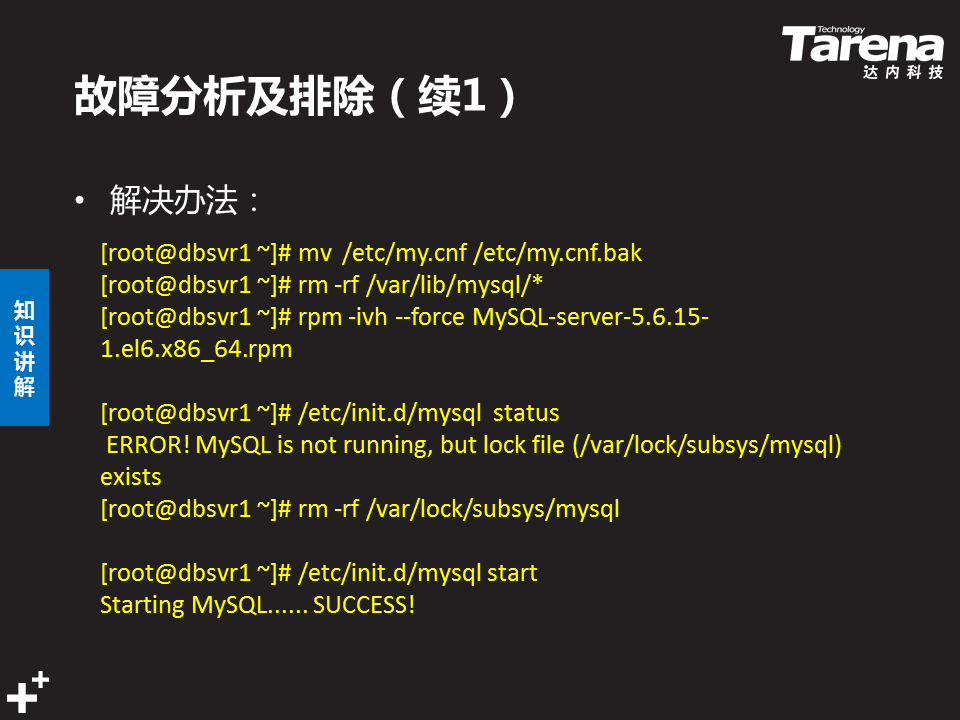 Technology
Tarena
达内科技
故障分析及排除（续1）
• 解决办法：
[root@dbsvr1 ~]# mv /etc/my.cnf /etc/my.cnf.bak
[root@dbsvr1 ~]# rm -rf /var/lib/mysql/*
[root@dbsvr1 ~]# rpm -ivh --force MySQL-server-5.6.15-
1.el6.x86_64.rpm
[root@dbsvr1 ~]# /etc/init.d/mysql status
ERROR! MySQL is not running, but lock file (/var/lock/subsys/mysql)
exists
[root@dbsvr1 ~]# rm -rf /var/lock/subsys/mysql
[root@dbsvr1 ~]# /etc/init.d/mysql start
Starting MySQL...... SUCCESS!
知
识
讲
解